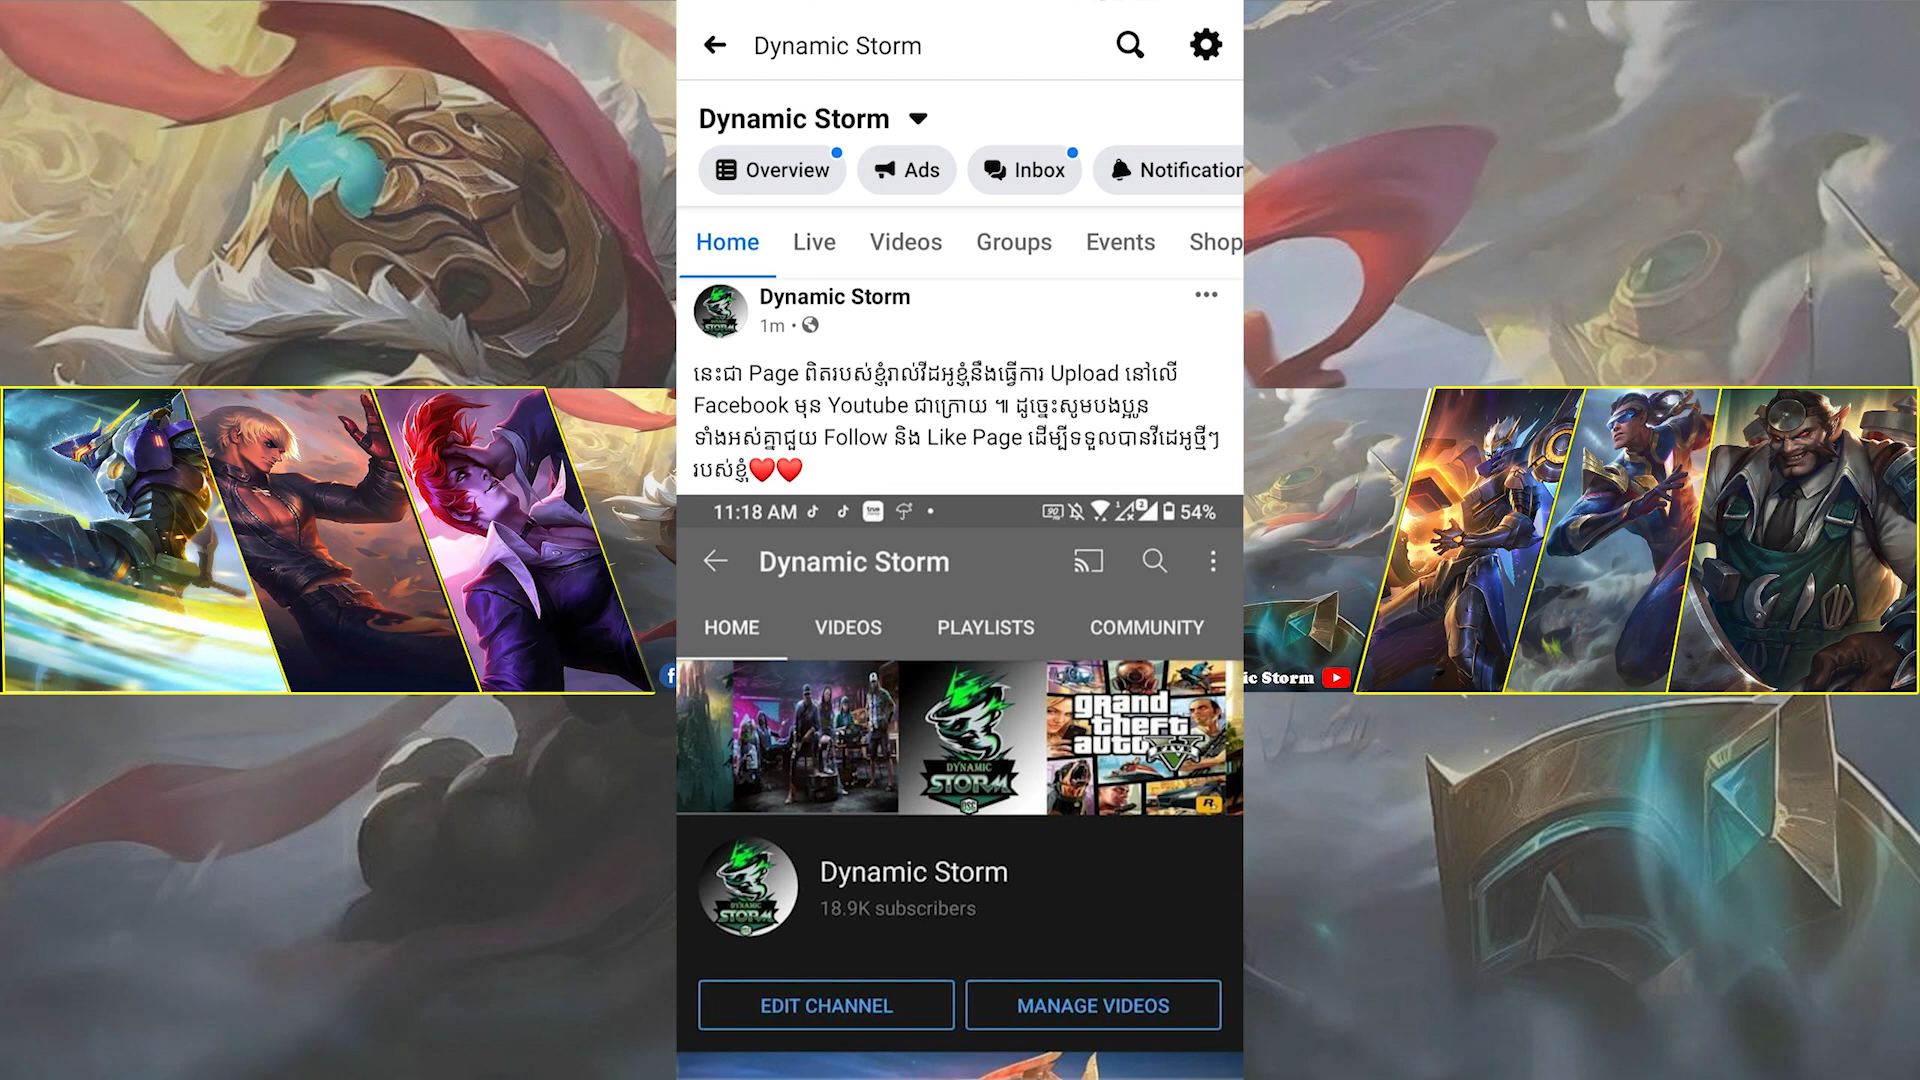 Dynamic Storm
Dynamic Storm
Overview
Ads
Inbox
Notification
Home
Live
Videos
Groups
Events
Shop
Dynamic Storm
1m
នេះជា Page ពិតរបស់ខ្ញុំរាល់វីដអូខ្ញុំនឹងធ្វើការ Upload នៅលើ
Facebook មុន Youtube ជាក្រោយ ៕ ដូច្នេះសូមបងប្អូន
ទាំងអស់គ្នាជួយ Follow និង Like Page ដើម្បីទទួលបានវីដេអូថ្មីៗ
របស់ខ្ញុំ❤️❤️
11:18 AM
54%
Dynamic Storm
HOME
VIDEOS
PLAYLISTS
COMMUNITY
DYNAMIC
STORM
DSG
grand
theft
auto
V
Dynamic Storm
18.9K subscribers
EDIT CHANNEL
MANAGE VIDEOS
ic Storm